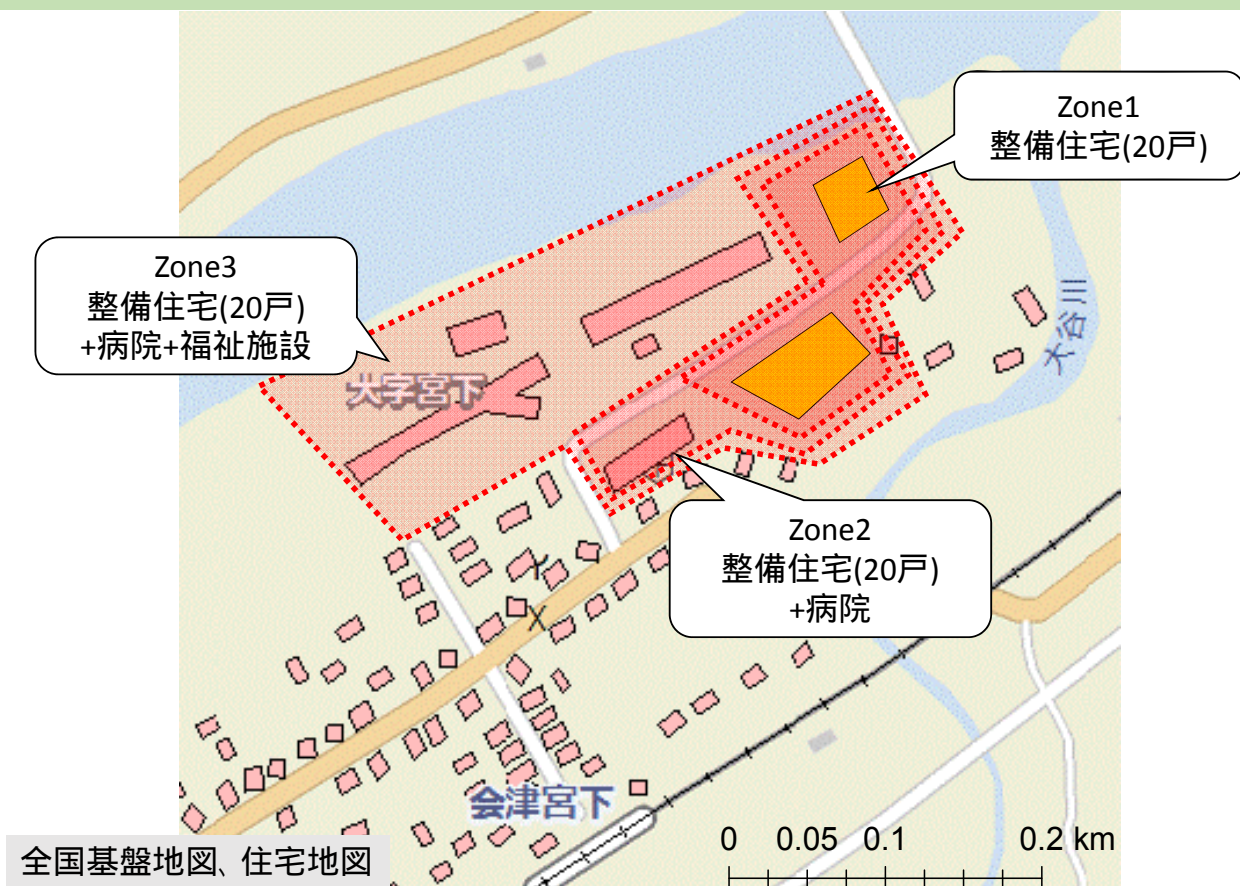 Zone1
整備住宅(20戸)
Zone3
整備住宅(20戸)
+病院+福祉施設
大谷川
大字宮下
Zone2
整備住宅(20戸)
+病院
会津宮下
0 0.05 0.1 0.2 km
全国基盤地図、住宅地図